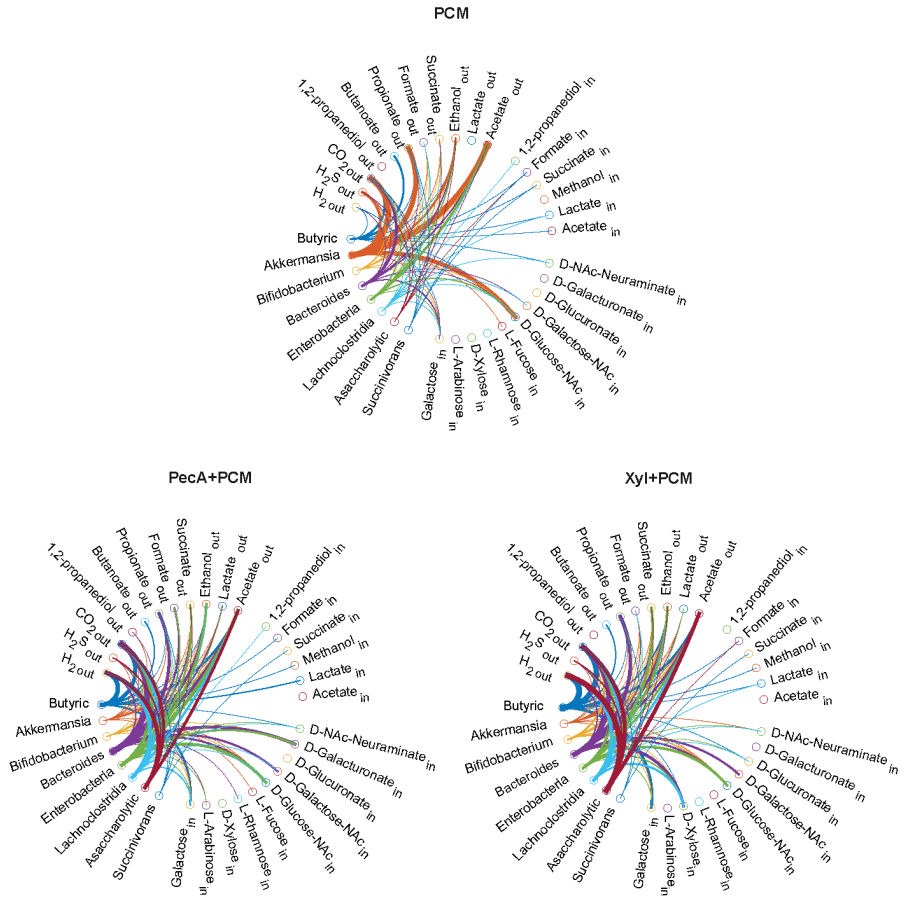 PCM
Butyric
Akkermansia
Bifidobacterium
Bacteroides
Enterobacteria
Lachnoclostridia
Asaccharolytic
Succinivorans
Galactose in
L-Arabinose in
D-Xylose in
L-Rhamnose in
L-Fucose in
D-Glucose-NAc in
D-Galactose-NAc in
D-Glucuronate in
D-Galacturonate in
D-NAc-Neuraminate in
Acetate in
Lactate in
Methanol in
Succinate in
Formate in
1,2-propanediol in
Acetate out
Lactate out
Ethanol out
Succinate out
Formate out
Propionate out
Butanoate out
1,2-propanediol out
CO2 out
H2S out
H2 out
PecA+PCM
Butyric
Akkermansia
Bifidobacterium
Bacteroides
Enterobacteria
Lachnoclostridia
Asaccharolytic
Succinivorans
Galactose in
L-Arabinose in
D-Xylose in
L-Rhamnose in
L-Fucose in
D-Glucose-NAc in
D-Galactose-NAc in
D-Glucuronate in
D-Galacturonate in
D-NAc-Neuraminate in
Acetate in
Lactate in
Methanol in
Succinate in
Formate in
1,2-propanediol in
Acetate out
Lactate out
Ethanol out
Succinate out
Formate out
Propionate out
Butanoate out
1,2-propanediol out
CO2 out
H2S out
H2 out
Xyl+PCM
Butyric
Akkermansia
Bifidobacterium
Bacteroides
Enterobacteria
Lachnoclostridia
Asaccharolytic
Succinivorans
Galactose in
L-Arabinose in
D-Xylose in
L-Rhamnose in
L-Fucose in
D-Glucose-NAc in
D-Galactose-NAc in
D-Glucuronate in
D-Galacturonate in
D-NAc-Neuraminate in
Acetate in
Lactate in
Methanol in
Succinate in
Formate in
1,2-propanediol in
Acetate out
Lactate out
Ethanol out
Succinate out
Formate out
Propionate out
Butanoate out
1,2-propanediol out
CO2 out
H2S out
H2 out